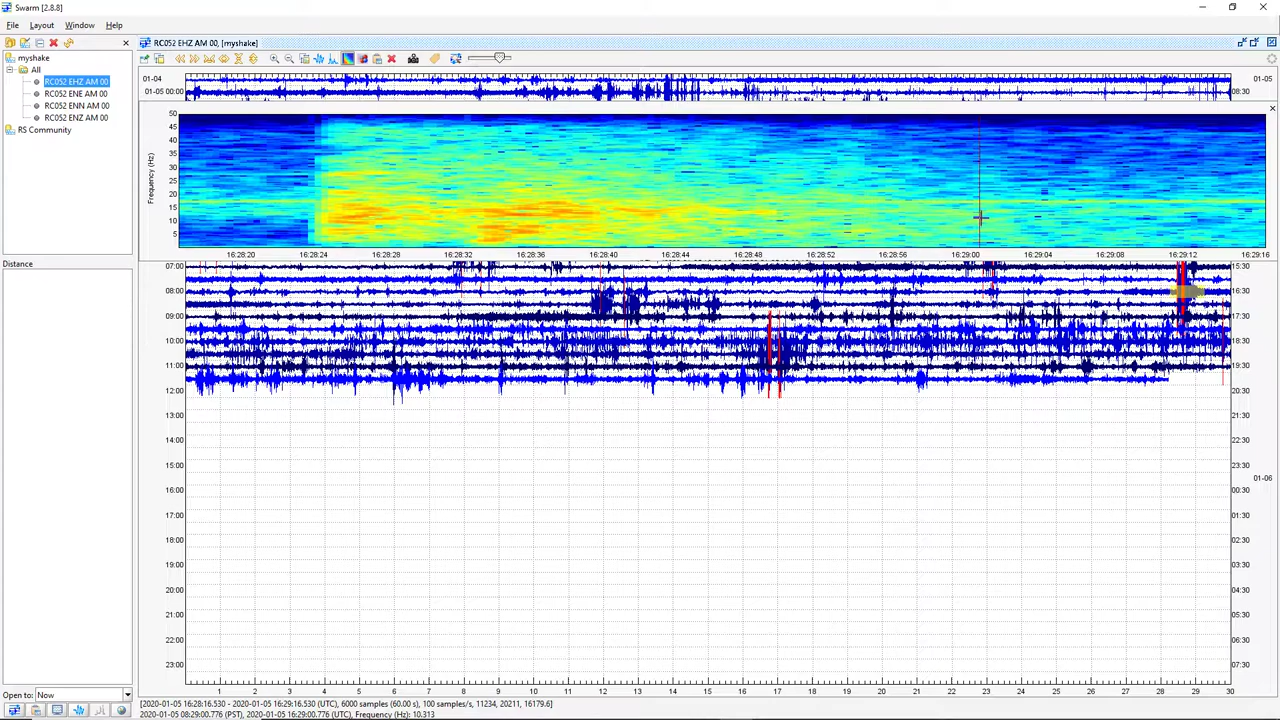 Swarm [2.8.8]
File Layout Window Help
myshake
All
RC052 EHZ AM 00
RC052 ENE AM 00
RC052 ENN AM 00
RC052 ENZ AM 00
RS Community
Distance
Open to: Now
RC052 EHZ AM 00, [myshake]
01-04 01-05
01-05 00:00 08:30
Frequency (Hz)
50
45
40
35
30
25
20
15
10
5
16:28:20 16:28:24 16:28:28 16:28:32 16:28:36 16:28:40 16:28:44 16:28:48 16:28:52 16:28:56 16:29:00 16:29:04 16:29:08 16:29:12 16:29:16
07:00 15:30
08:00 16:30
09:00 17:30
10:00 18:30
11:00 19:30
12:00 20:30
13:00 21:30
14:00 22:30
15:00 23:30
01-06
16:00 00:30
17:00 01:30
18:00 02:30
19:00 03:30
20:00 04:30
21:00 05:30
22:00 06:30
23:00 07:30
1 2 3 4 5 6 7 8 9 10 11 12 13 14 15 16 17 18 19 20 21 22 23 24 25 26 27 28 29 30
[2020-01-05 16:28:16.530 - 2020-01-05 16:29:16.530 (UTC), 6000 samples (60.00 s), 100 samples/s, 11234, 20211, 16179.6]
2020-01-05 08:29:00.776 (PST), 2020-01-05 16:29:00.776 (UTC), Frequency (Hz): 10.313